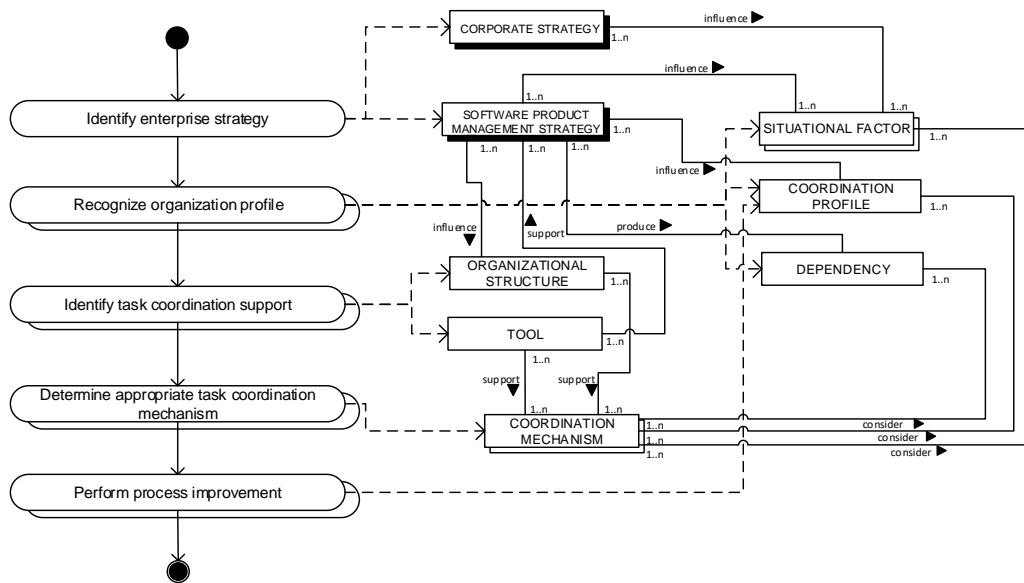 CORPORATE STRATEGY
influence
1..n
1..n
Identify enterprise strategy
influence
1..n
1..n
SOFTWARE PRODUCT
MANAGEMENT STRATEGY
1..n
1..n
1..n
1..n
SITUATIONAL FACTOR
1..n
influence
Recognize organization profile
COORDINATION
PROFILE
1..n
influence
support
produce
ORGANIZATIONAL
STRUCTURE
1..n
DEPENDENCY
1..n
Identify task coordination support
TOOL
1..n
1..n
support
support
Determine appropriate task coordination
mechanism
1..n
1..n
COORDINATION
MECHANISM
1..n
1..n
1..n
consider
consider
consider
Perform process improvement